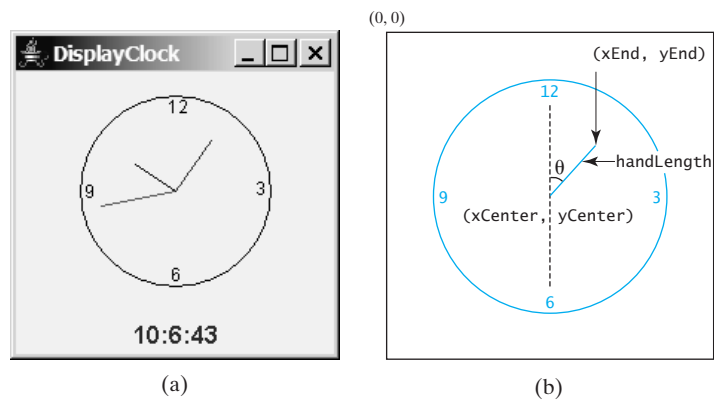 DisplayClock
12
9
3
6
10:6:43
(a)
(0, 0)
(xEnd, yEnd)
12
θ
handLength
9
3
(xCenter, yCenter)
6
(b)